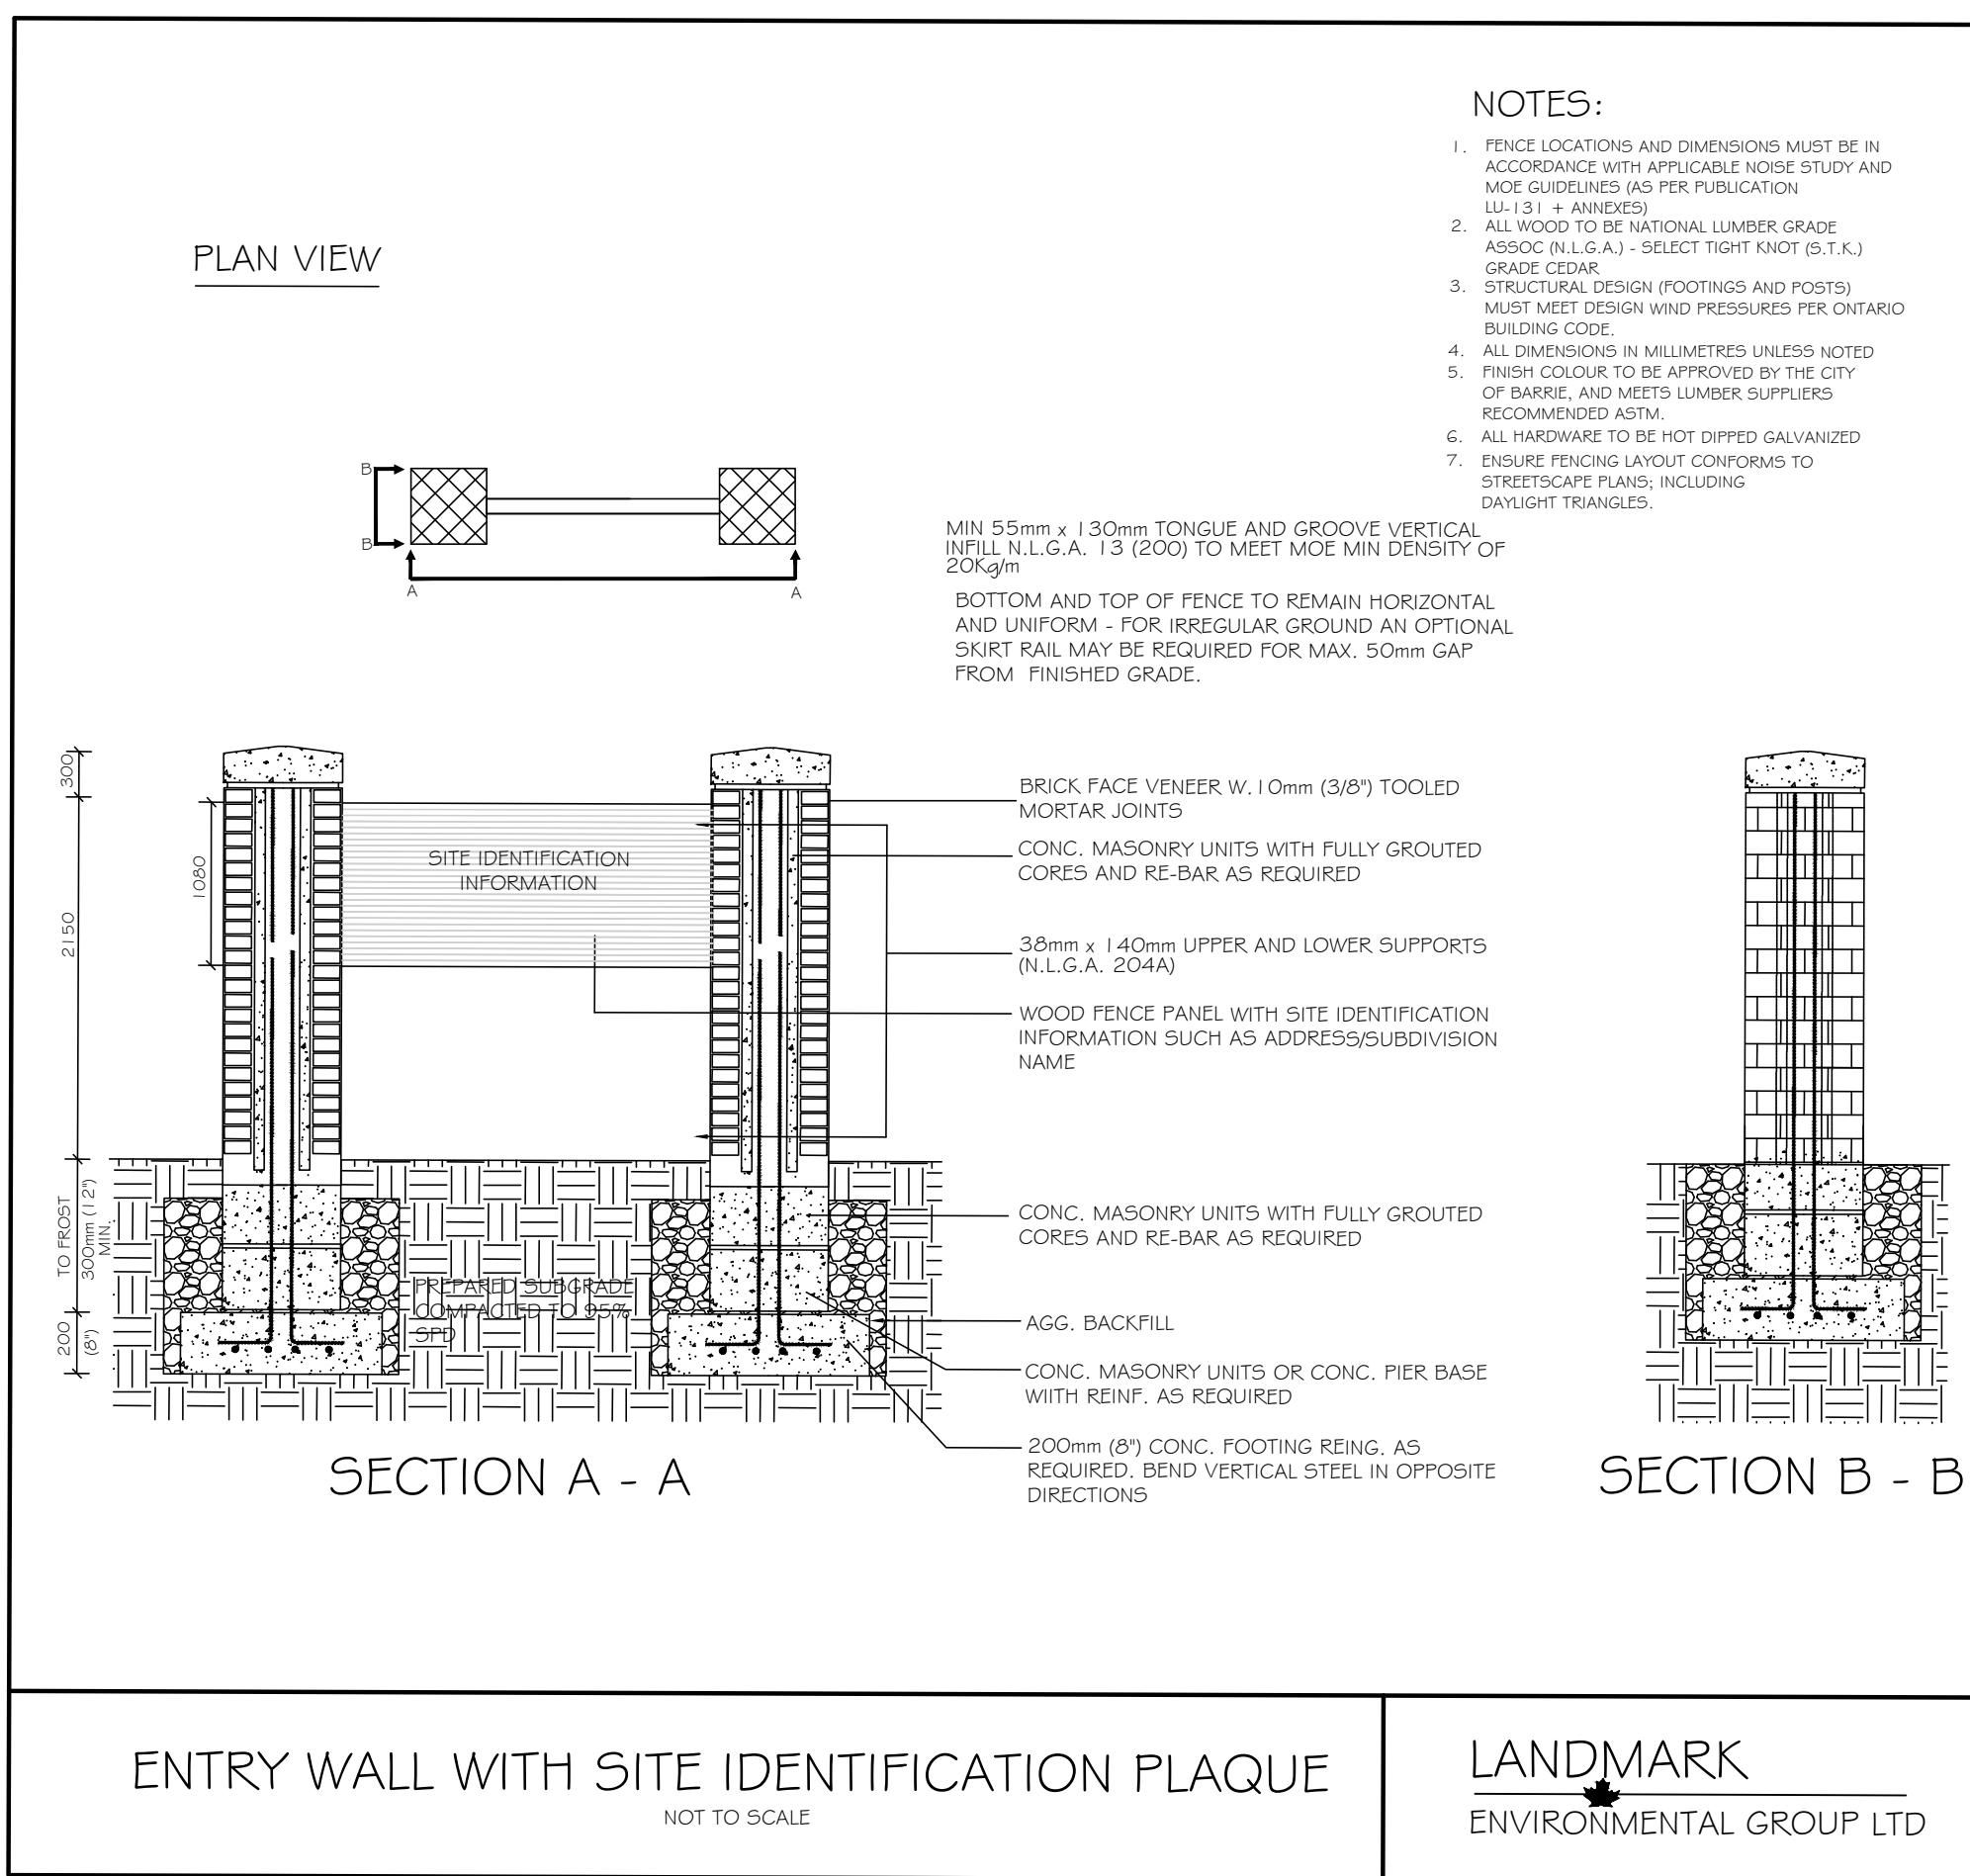 NOTES:
1. FENCE LOCATIONS AND DIMENSIONS MUST BE IN
ACCORDANCE WITH APPLICABLE NOISE STUDY AND
MOE GUIDELINES (AS PER PUBLICATION
LU-131 + ANNEXES)
2. ALL WOOD TO BE NATIONAL LUMBER GRADE
ASSOC (N.L.G.A.) - SELECT TIGHT KNOT (S.T.K.)
GRADE CEDAR
3. STRUCTURAL DESIGN (FOOTINGS AND POSTS)
MUST MEET DESIGN WIND PRESSURES PER ONTARIO
BUILDING CODE.
4. ALL DIMENSIONS IN MILLIMETRES UNLESS NOTED
5. FINISH COLOUR TO BE APPROVED BY THE CITY
OF BARRIE, AND MEETS LUMBER SUPPLIERS
RECOMMENDED ASTM.
6. ALL HARDWARE TO BE HOT DIPPED GALVANIZED
7. ENSURE FENCING LAYOUT CONFORMS TO
STREETSCAPE PLANS; INCLUDING
DAYLIGHT TRIANGLES.
PLAN VIEW
B
B
A
A
MIN 55mm x 130mm TONGUE AND GROOVE VERTICAL
INFILL N.L.G.A. 13 (200) TO MEET MOE MIN DENSITY OF
20Kg/m
BOTTOM AND TOP OF FENCE TO REMAIN HORIZONTAL
AND UNIFORM - FOR IRREGULAR GROUND AN OPTIONAL
SKIRT RAIL MAY BE REQUIRED FOR MAX. 50mm GAP
FROM FINISHED GRADE.
300
2150
1080
TO FROST
300mm (12")
MIN.
200
(8")
SITE IDENTIFICATION
INFORMATION
PREPARED SUBGRADE
COMPACTED TO 95%
SPD
BRICK FACE VENEER W.10mm (3/8") TOOLED
MORTAR JOINTS
CONC. MASONRY UNITS WITH FULLY GROUTED
CORES AND RE-BAR AS REQUIRED
38mm x 140mm UPPER AND LOWER SUPPORTS
(N.L.G.A. 204A)
WOOD FENCE PANEL WITH SITE IDENTIFICATION
INFORMATION SUCH AS ADDRESS/SUBDIVISION
NAME
CONC. MASONRY UNITS WITH FULLY GROUTED
CORES AND RE-BAR AS REQUIRED
AGG. BACKFILL
CONC. MASONRY UNITS OR CONC. PIER BASE
WIITH REINF. AS REQUIRED
200mm (8") CONC. FOOTING REING. AS
REQUIRED. BEND VERTICAL STEEL IN OPPOSITE
DIRECTIONS
SECTION A - A
SECTION B - B
ENTRY WALL WITH SITE IDENTIFICATION PLAQUE
NOT TO SCALE
LANDMARK
ENVIRONMENTAL GROUP LTD